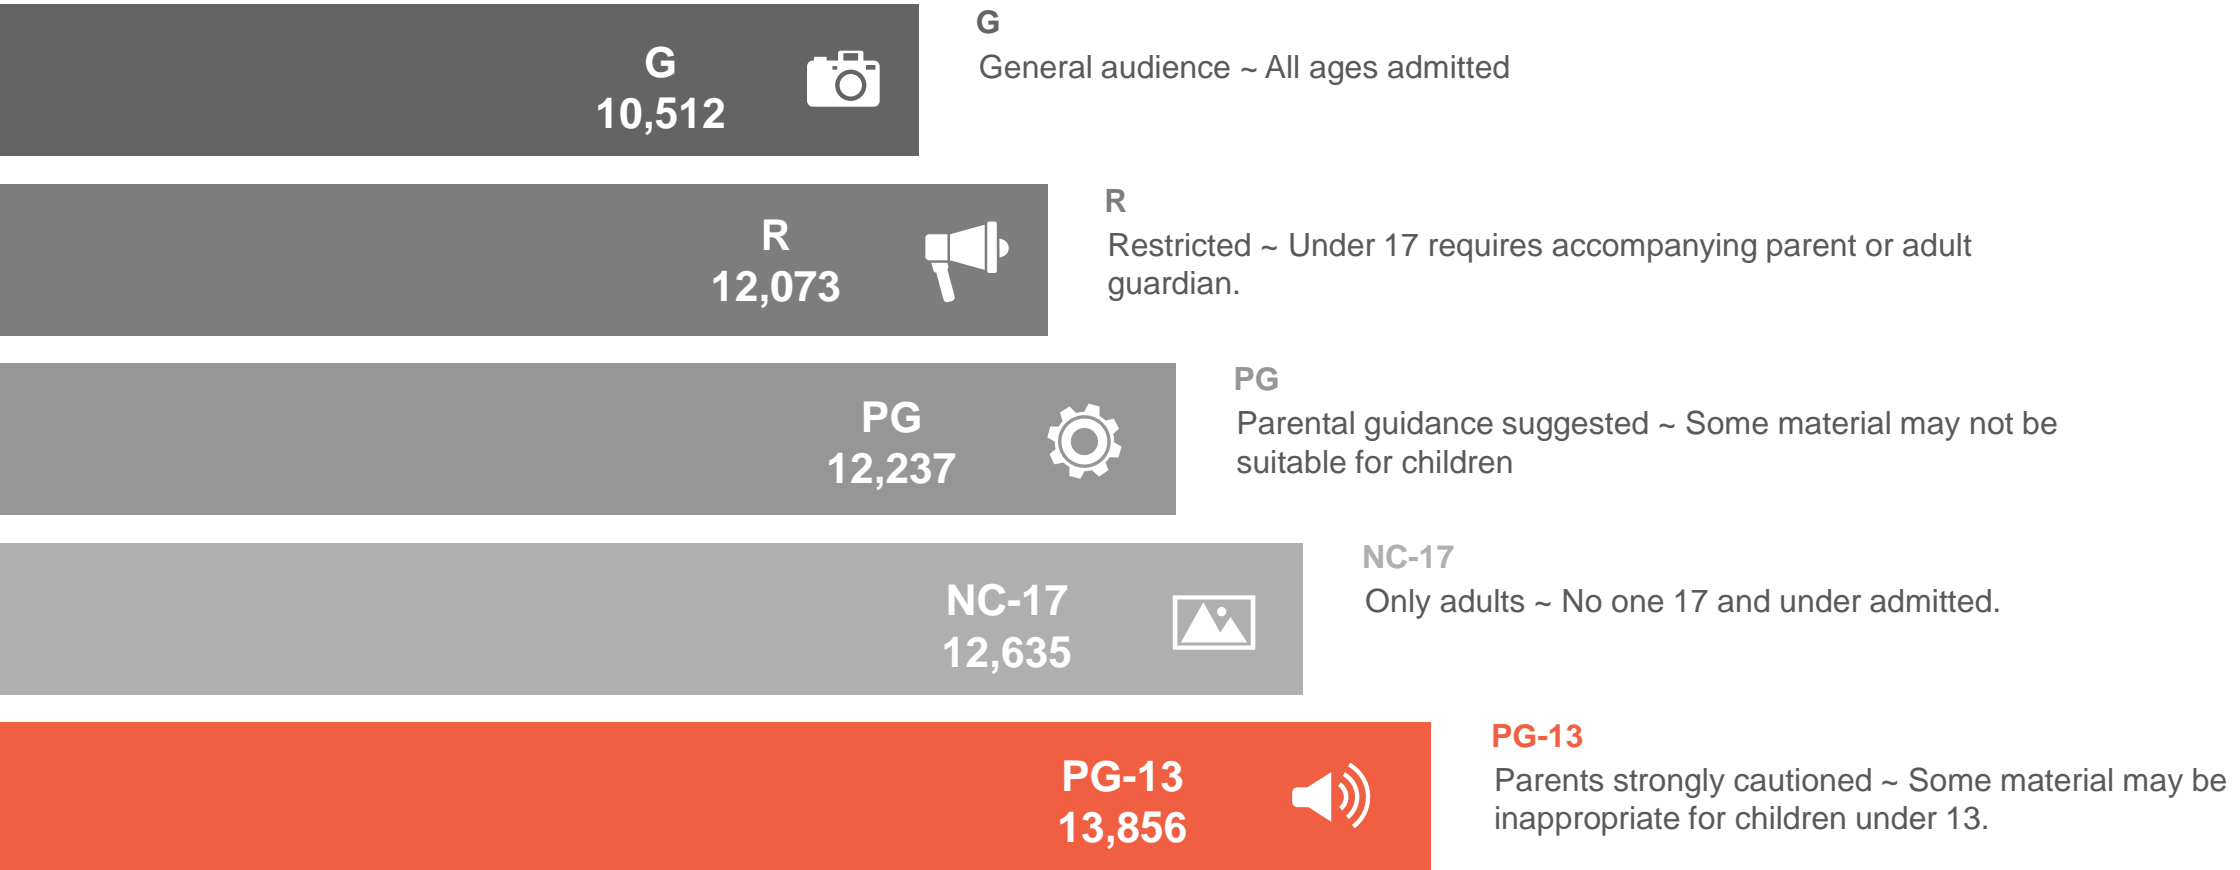 G
10,512
G
General audience ~ All ages admitted
R
12,073
R
Restricted ~ Under 17 requires accompanying parent or adult
guardian.
PG
12,237
PG
Parental guidance suggested ~ Some material may not be
suitable for children
NC-17
12,635
NC-17
Only adults ~ No one 17 and under admitted.
PG-13
13,856
PG-13
Parents strongly cautioned ~ Some material may be
inappropriate for children under 13.